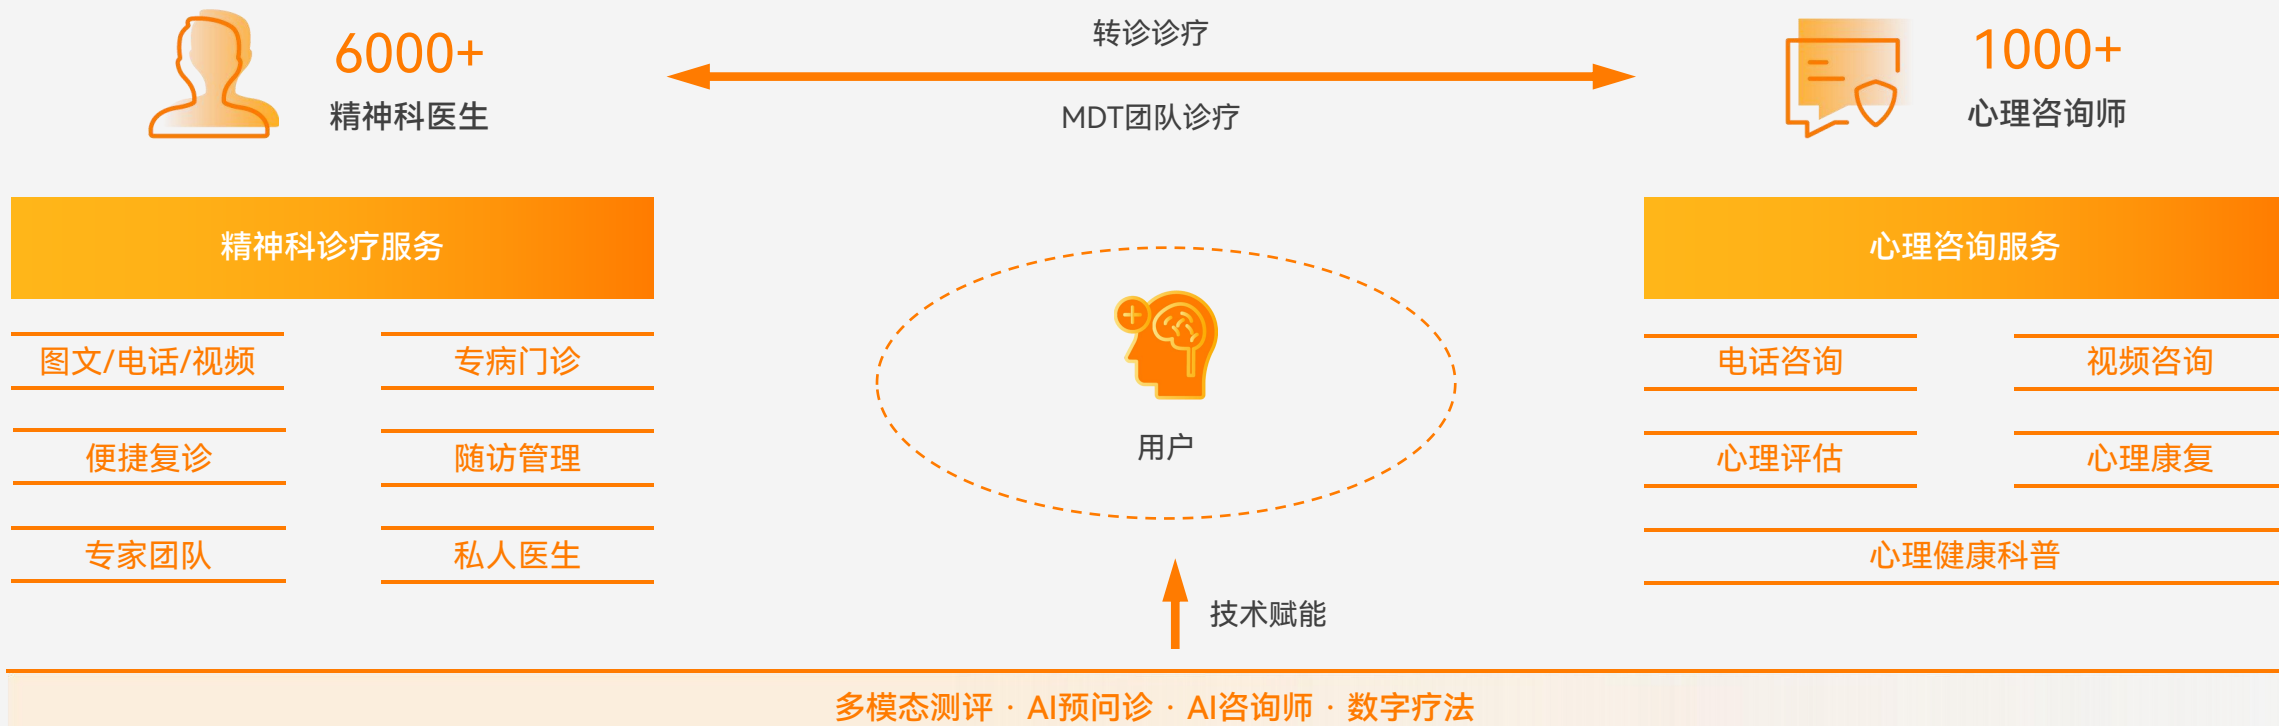 6000+
精神科医生
转诊诊疗
MDT团队诊疗
1000+
心理咨询师
精神科诊疗服务
图文/电话/视频
专病门诊
便捷复诊
随访管理
专家团队
私人医生
用户
技术赋能
心理咨询服务
电话咨询
视频咨询
心理评估
心理康复
心理健康科普
多模态测评 · AI预问诊 · AI咨询师 · 数字疗法